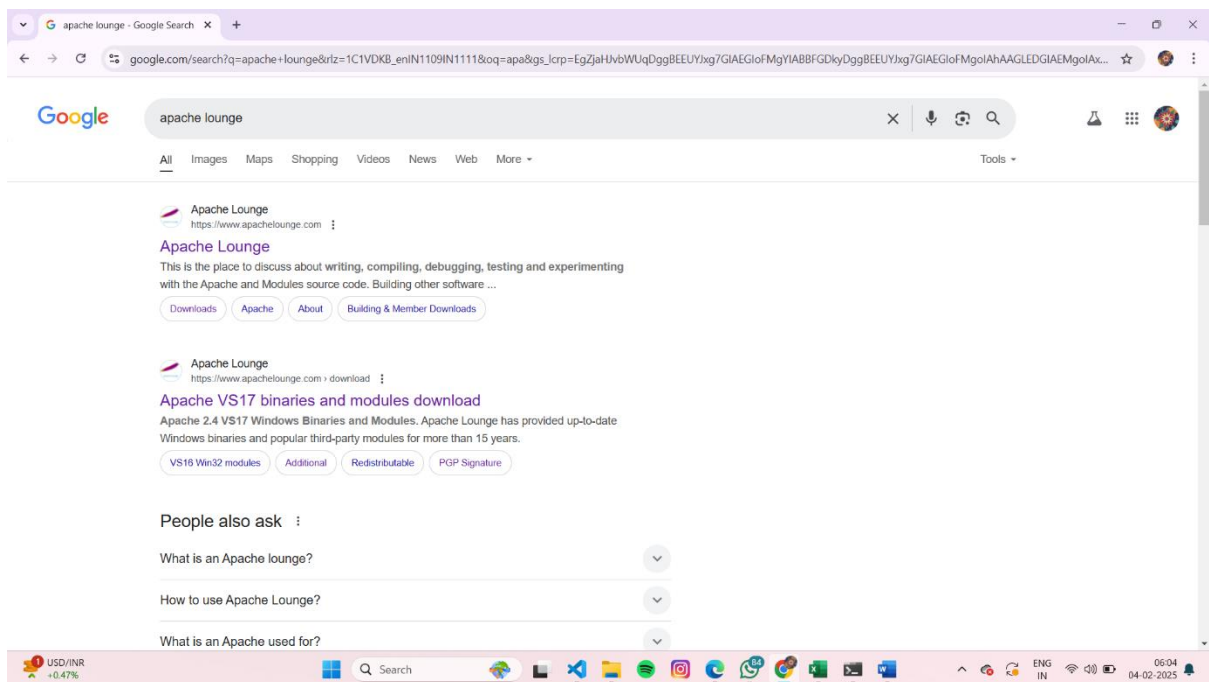 apache lounge - Google Search
google.com/search?q=apache+lounge&rlz=1C1VDKB_enIN1109IN1111&oq=apa&gs_lcrp=
Google
apache lounge
All Images Maps Shopping Videos News Web More
Tools
Apache Lounge
https://www.apachelounge.com
Apache Lounge
This is the place to discuss about writing, compiling, debugging, testing and experimenting
with the Apache and Modules source code. Building other software ...
Downloads Apache About Building & Member Downloads
Apache Lounge
https://www.apachelounge.com › download
Apache VS17 binaries and modules download
Apache 2.4 VS17 Windows Binaries and Modules. Apache Lounge has provided up-to-date
Windows binaries and popular third-party modules for more than 15 years.
VS16 Win32 modules Additional Redistributable PGP Signature
People also ask
What is an Apache lounge?
How to use Apache Lounge?
What is an Apache used for?
1
USD/INR
+0.47%
Search
84
ENG
IN
06:04
04-02-2025